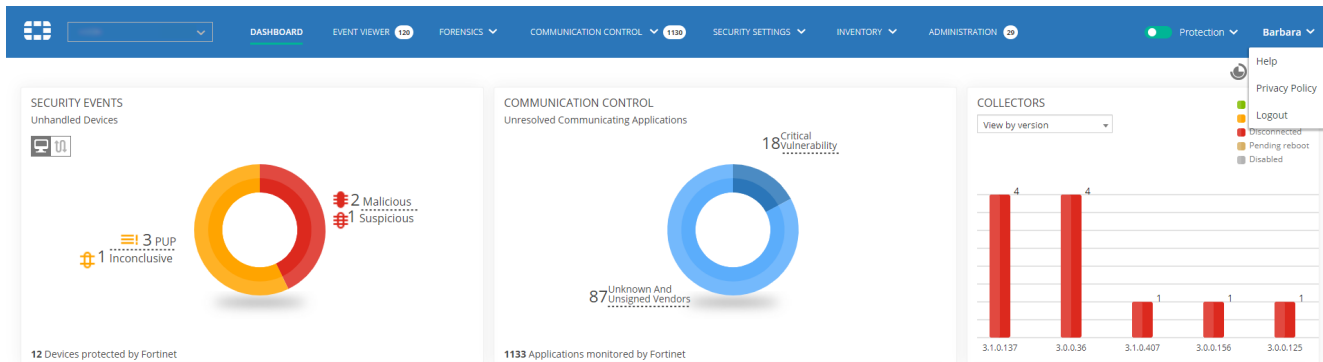 DASHBOARD
EVENT VIEWER 120
FORENSICS
COMMUNICATION CONTROL 1130
SECURITY SETTINGS
INVENTORY
ADMINISTRATION 29
Protection
Barbara
Help
Privacy Policy
Logout
SECURITY EVENTS
Unhandled Devices
2 Malicious
1 Suspicious
3 PUP
1 Inconclusive
12 Devices protected by Fortinet
COMMUNICATION CONTROL
Unresolved Communicating Applications
18 Critical
Vulnerability
87 Unknown And
Unsigned Vendors
1133 Applications monitored by Fortinet
COLLECTORS
View by version
Disconnected
Pending reboot
Disabled
4
4
1
1
1
3.1.0.137
3.0.0.36
3.1.0.407
3.0.0.156
3.0.0.125